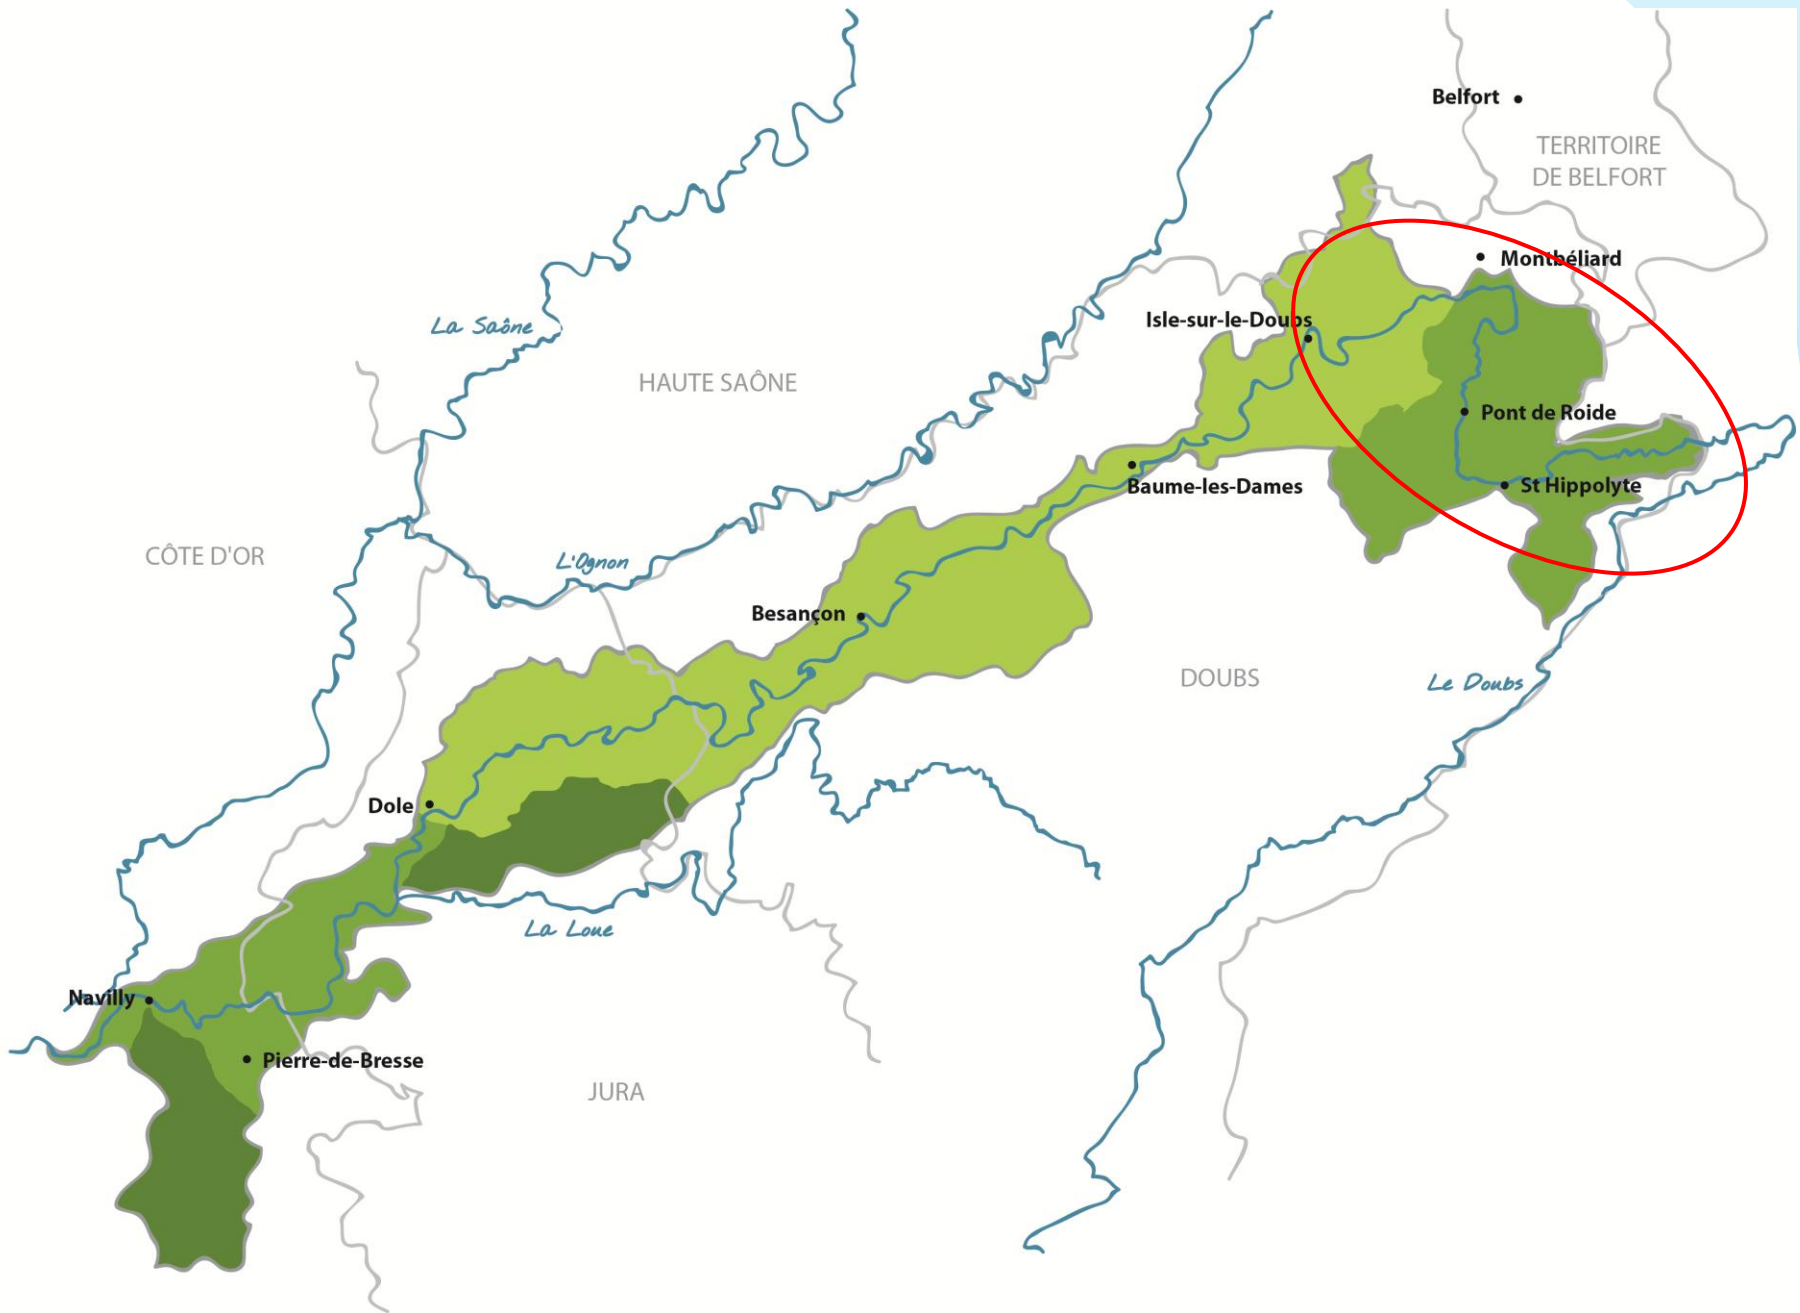 Belfort
TERRITOIRE
DE BELFORT
Montbéliard
Isle-sur-le-Doubs
La Saône
HAUTE SAÔNE
Pont de Roide
Baume-les-Dames
St Hippolyte
CÔTE D'OR
L'Ognon
Besançon
DOUBS
Le Doubs
Dole
La Loue
Navilly
Pierre-de-Bresse
JURA